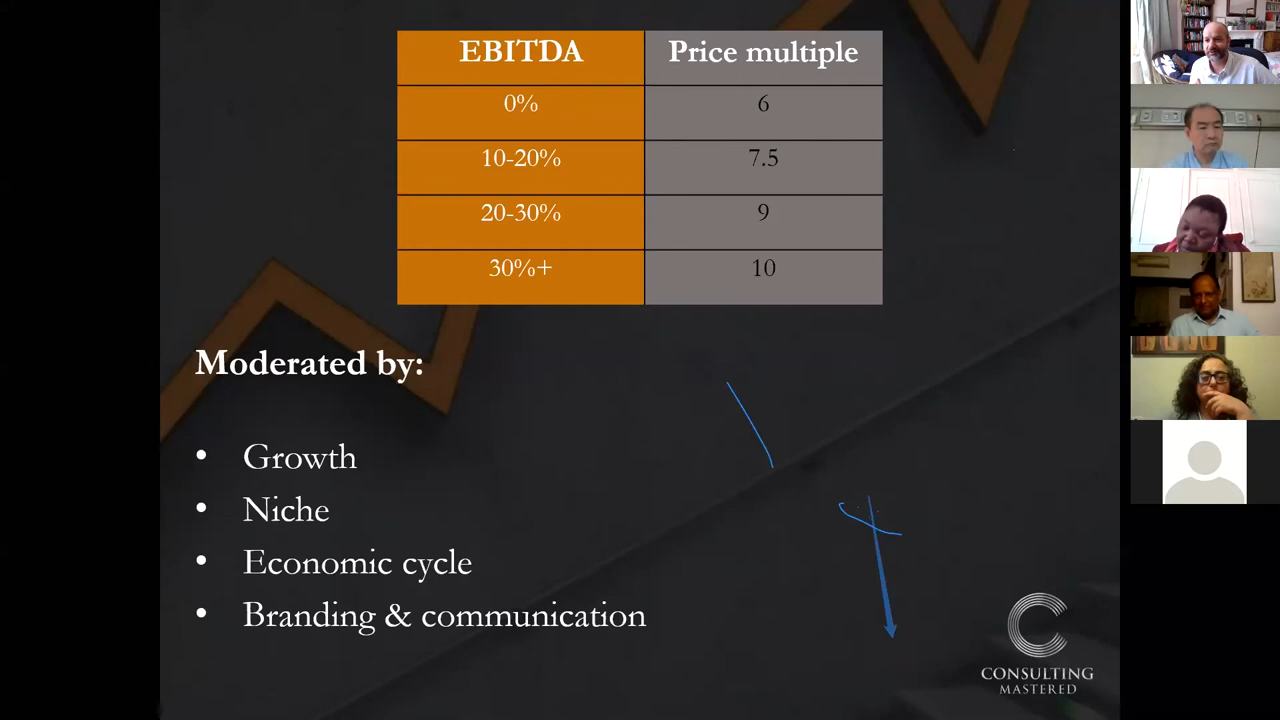 EBITDA Price multiple
0% 6
10-20% 7.5
20-30% 9
30%+ 10
Moderated by:
• Growth
• Niche
• Economic cycle
• Branding & communication
CONSULTING
MASTERED